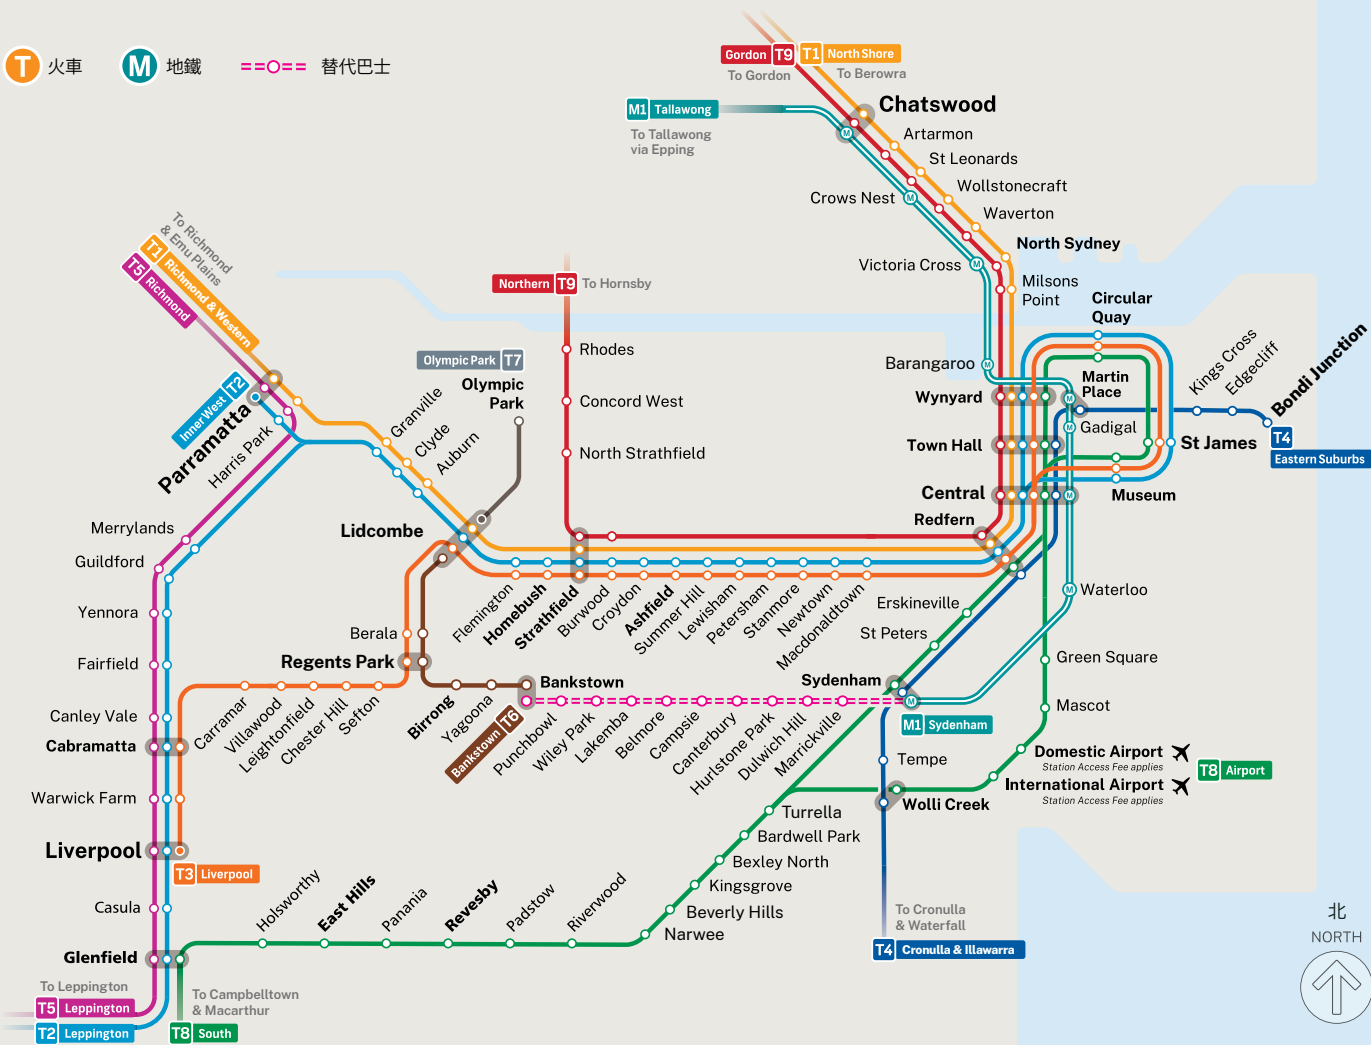 T 火車
M 地鐵
替代巴士
Gordon T9
T1 North Shore
To Gordon
To Berowra
M1 Tallawong
To Tallawong
via Epping
Chatswood
Artarmon
St Leonards
Wollstonecraft
Waverton
North Sydney
Milsons
Point
M
Crows Nest M
Victoria Cross M
Barangaroo M
To Richmond
& Emu Plains
T1 Richmond & Western
T5 Richmond
Inner West T2
Parramatta
Harris Park
Granville
Clyde
Auburn
Lidcombe
Olympic Park T7
Olympic
Park
Northern T9 To Hornsby
Rhodes
Concord West
North Strathfield
Circular
Quay
Martin
Place
M
Gadigal
M
Wynyard
Town Hall
Central
M
Redfern
Kings Cross
Edgecliff
Bondi Junction
T4
Eastern Suburbs
St James
Museum
Merrylands
Guildford
Yennora
Fairfield
Canley Vale
Cabramatta
Warwick Farm
Liverpool
T3 Liverpool
Casula
Glenfield
To Leppington
T5 Leppington
T2 Leppington
To Campbelltown
& Macarthur
T8 South
Berala
Regents Park
Carramar
Villawood
Leightonfield
Chester Hill
Sefton
Birrong
Yagoona
Bankstown T6
Bankstown
Punchbowl
Wiley Park
Lakemba
Belmore
Campsie
Canterbury
Hurlstone Park
Dulwich Hill
Marrickville
Flemington
Homebush
Strathfield
Burwood
Croydon
Ashfield
Summer Hill
Lewisham
Petersham
Stanmore
Newtown
Macdonaldtown
Erskineville
St Peters
Sydenham
M
M1 Sydenham
M
Waterloo
Green Square
Mascot
Domestic Airport
Station Access Fee applies
International Airport
Station Access Fee applies
T8 Airport
Tempe
Wolli Creek
Turrella
Bardwell Park
Bexley North
Kingsgrove
Beverly Hills
Narwee
Riverwood
Padstow
Revesby
Panania
East Hills
Holsworthy
To Cronulla
& Waterfall
T4 Cronulla & Illawarra
北
NORTH